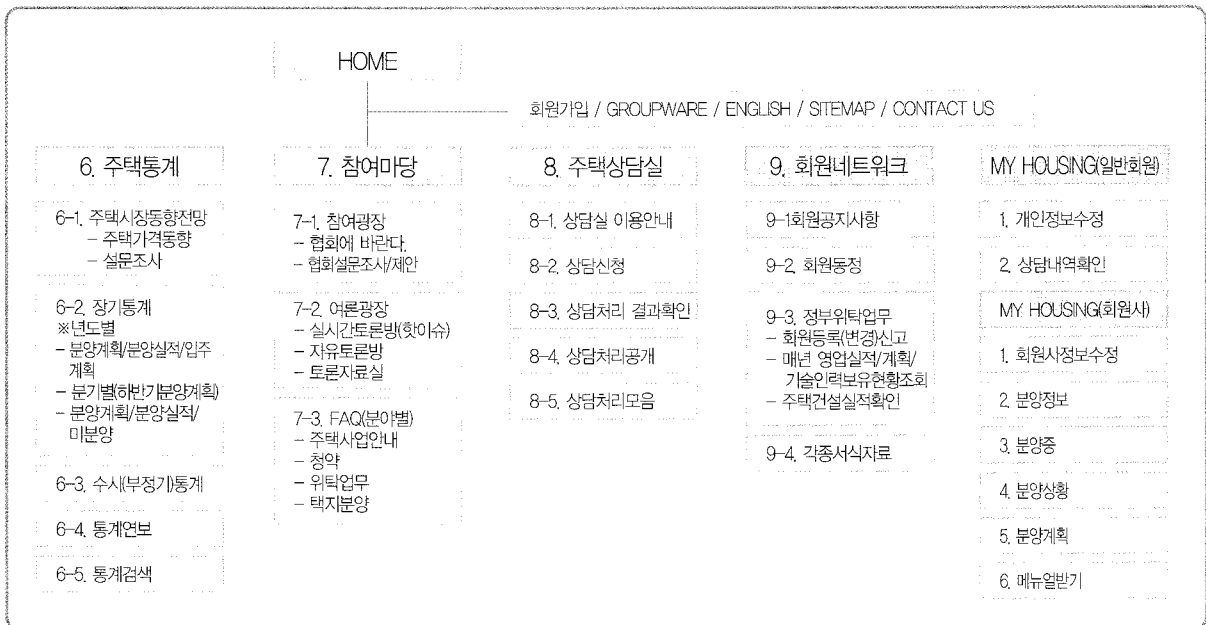 HOME
회원가입 / GROUPWARE / ENGLISH / SITEMAP / CONTACT US
6. 주택통계
6-1. 주택시장동향전망
- 주택가격동향
- 설문조사
6-2. 장기통계
※년도별
- 분양계획/분양실적/입주
계획
- 분기별(하반기분양계획)
- 분양계획/분양실적/
미분양
6-3. 수시(부정기)통계
6-4. 통계연보
6-5. 통계검색
7. 참여마당
7-1. 참여광장
- 협회에 바란다.
- 협회설문조사/제안
7-2. 여론광장
- 실시간토론방(핫이슈)
- 자유토론방
- 토론자료실
7-3. FAQ(분야별)
- 주택사업안내
- 청약
- 위탁업무
- 택지분양
8. 주택상담실
8-1. 상담실 이용안내
8-2. 상담신청
8-3. 상담처리 결과확인
8-4. 상담처리공개
8-5. 상담처리모음
9. 회원네트워크
9-1회원공지사항
9-2. 회원동정
9-3. 정부위탁업무
- 회원등록(변경)신고
- 매년 영업실적/계획/
기술인력보유현황조회
- 주택건설실적확인
9-4. 각종서식자료
MY HOUSING(일반회원)
1. 개인정보수정
2. 상담내역확인
MY HOUSING(회원사)
1. 회원사정보수정
2. 분양정보
3. 분양중
4. 분양상황
5. 분양계획
6. 메뉴얼받기